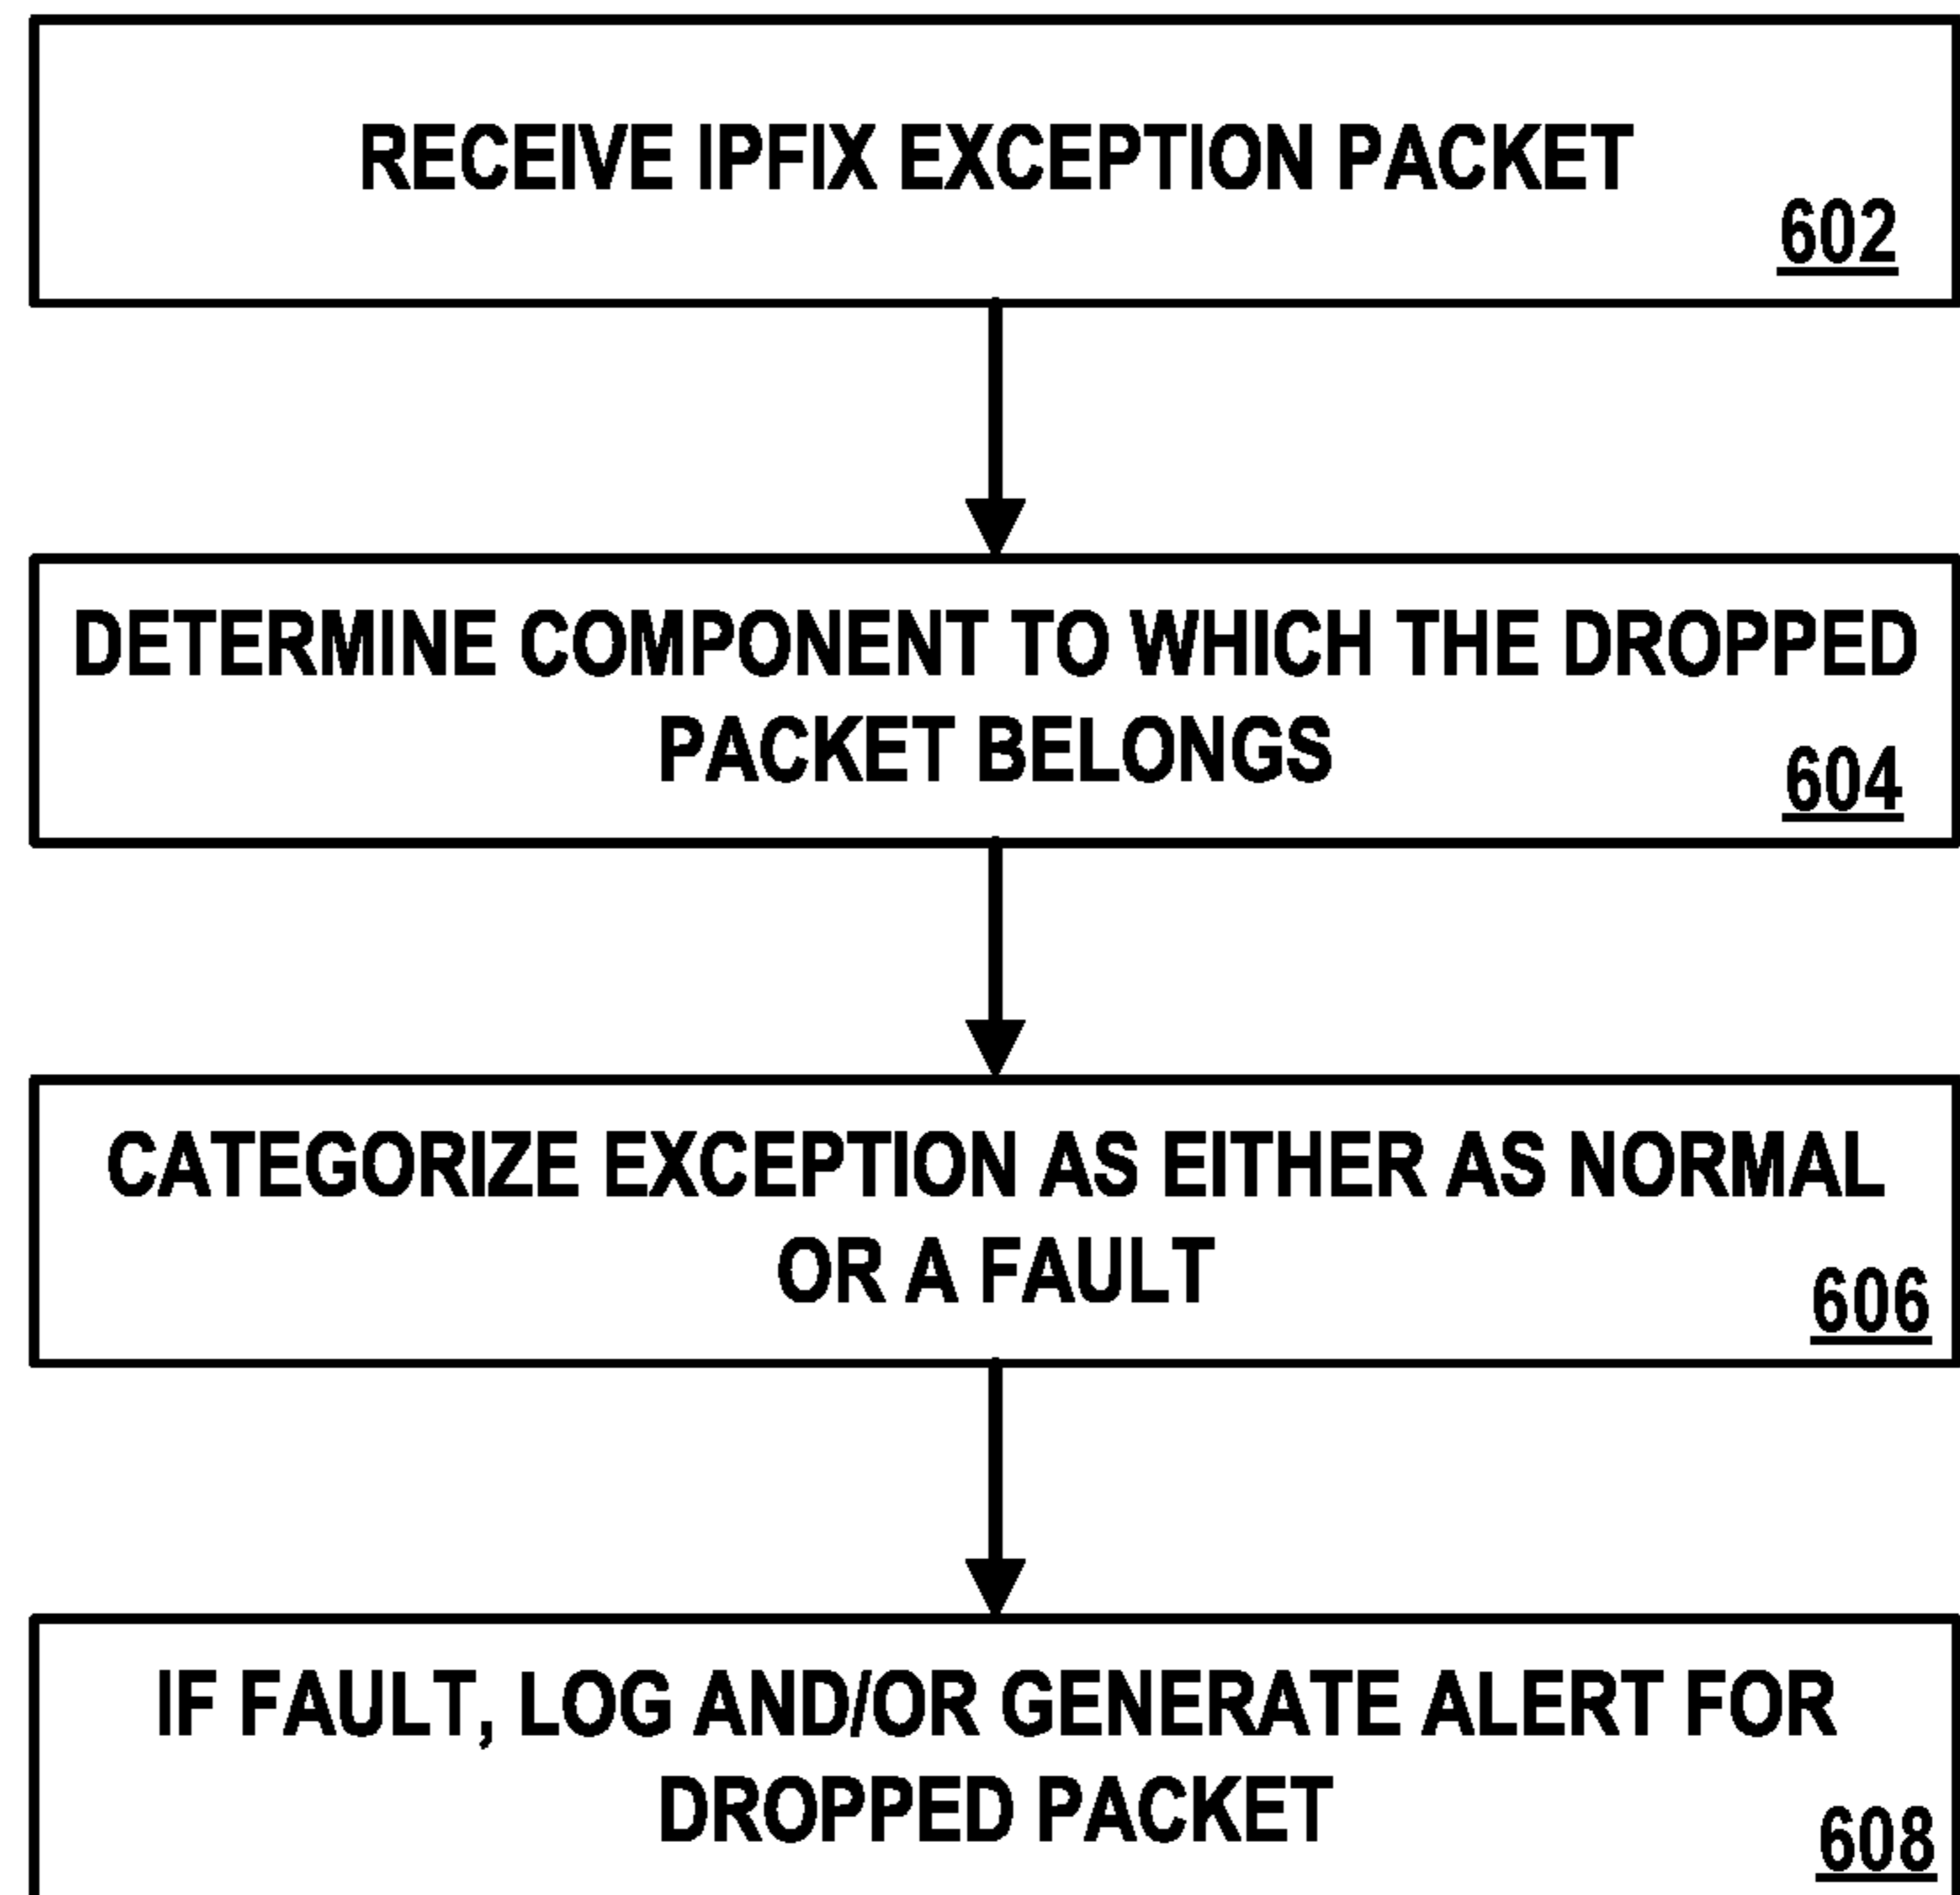 RECEIVE IPFIX EXCEPTION PACKET
602
DETERMINE COMPONENT TO WHICH THE DROPPED
PACKET BELONGS
604
CATEGORIZE EXCEPTION AS EITHER AS NORMAL
OR A FAULT
606
IF FAULT, LOG AND/OR GENERATE ALERT FOR
DROPPED PACKET
608